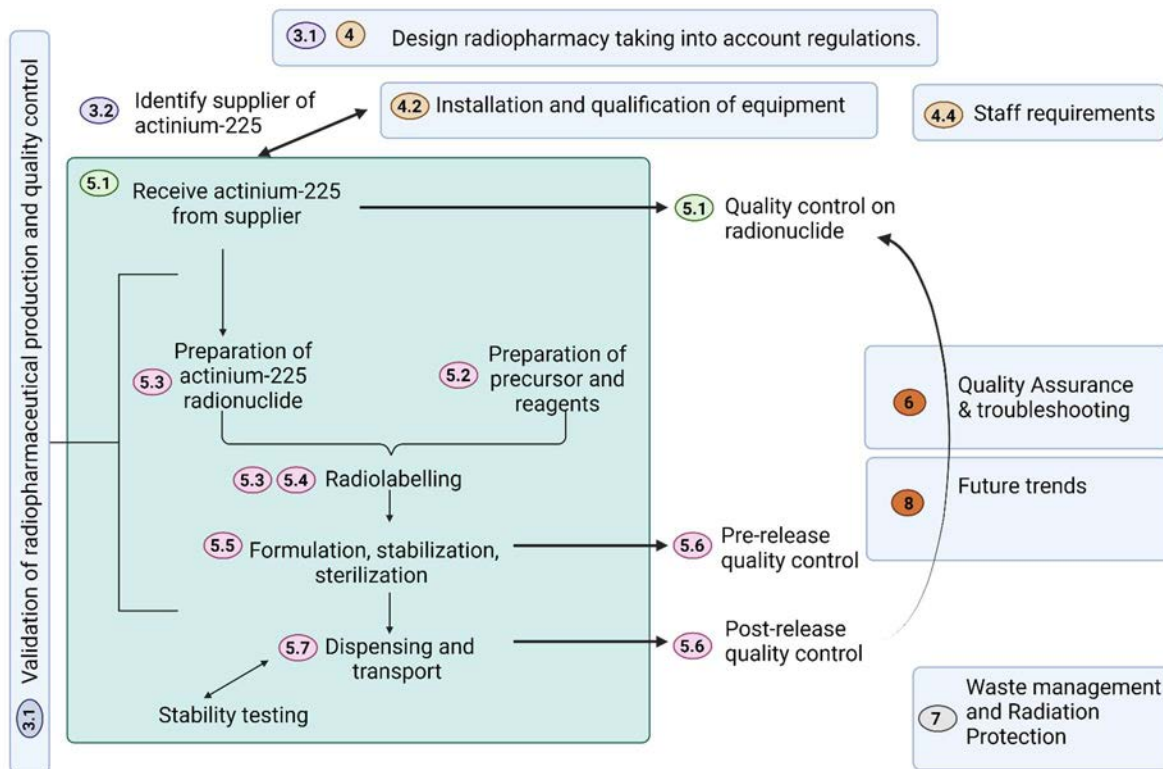 3.1 4 Design radiopharmacy taking into account regulations.
3.2 Identify supplier of
actinium-225
4.2 Installation and qualification of equipment
4.4 Staff requirements
3.1 Validation of radiopharmaceutical production and quality control
5.1 Receive actinium-225
from supplier
5.1 Quality control on
radionuclide
5.3 Preparation of
actinium-225
radionuclide
5.2 Preparation of
precursor and
reagents
6 Quality Assurance
& troubleshooting
5.3 5.4 Radiolabelling
8 Future trends
5.5 Formulation, stabilization,
sterilization
5.6 Pre-release
quality control
5.7 Dispensing and
transport
5.6 Post-release
quality control
Stability testing
7 Waste management
and Radiation
Protection